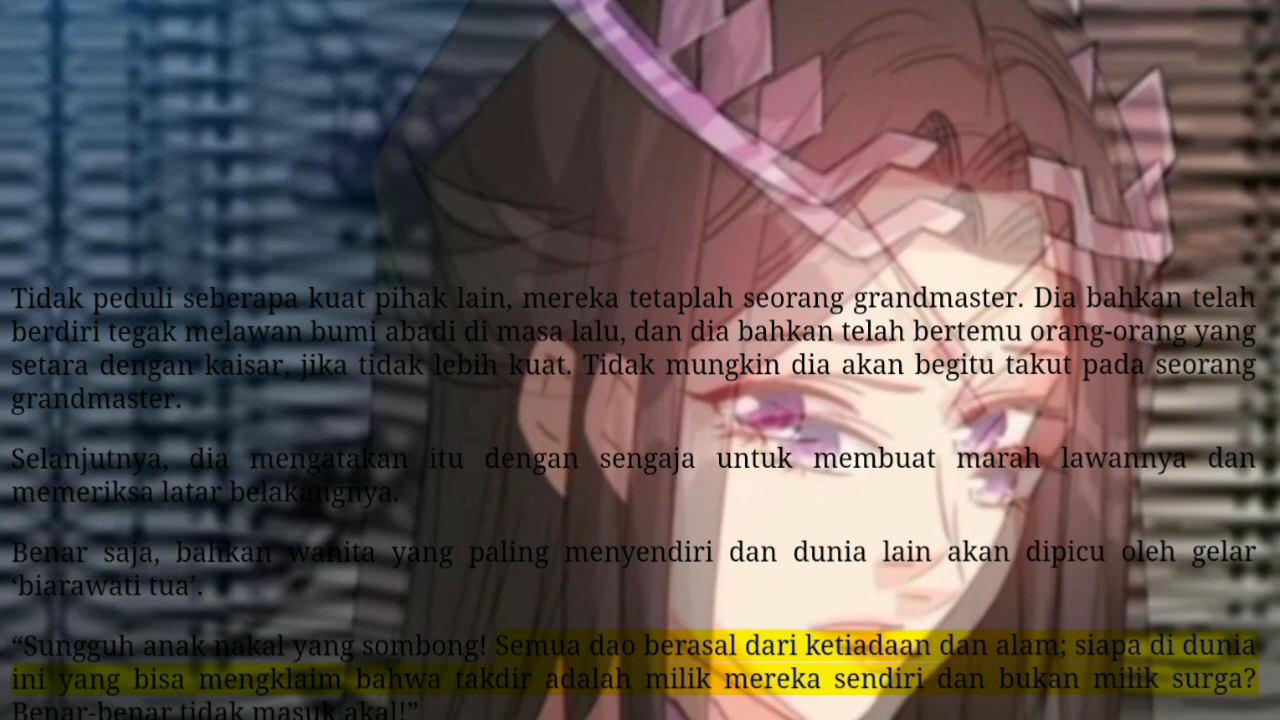 Tidak peduli seberapa kuat pihak lain, mereka tetaplah seorang grandmaster. Dia bahkan telah
berdiri tegak melawan bumi abadi di masa lalu, dan dia bahkan telah bertemu orang-orang yang
setara dengan kaisar, jika tidak lebih kuat. Tidak mungkin dia akan begitu takut pada seorang
grandmaster.
Selanjutnya, dia mengatakan itu dengan sengaja untuk membuat marah lawannya dan
memeriksa latar belakangnya.
Benar saja, bahkan wanita yang paling menyendiri dan dunia lain akan dipicu oleh gelar
‘biarawati tua’.
“Sungguh anak nakal yang sombong! Semua dao berasal dari ketiadaan dan alam; siapa di dunia
ini yang bisa mengklaim bahwa takdir adalah milik mereka sendiri dan bukan milik surga?
Benar-benar tidak masuk akal!”